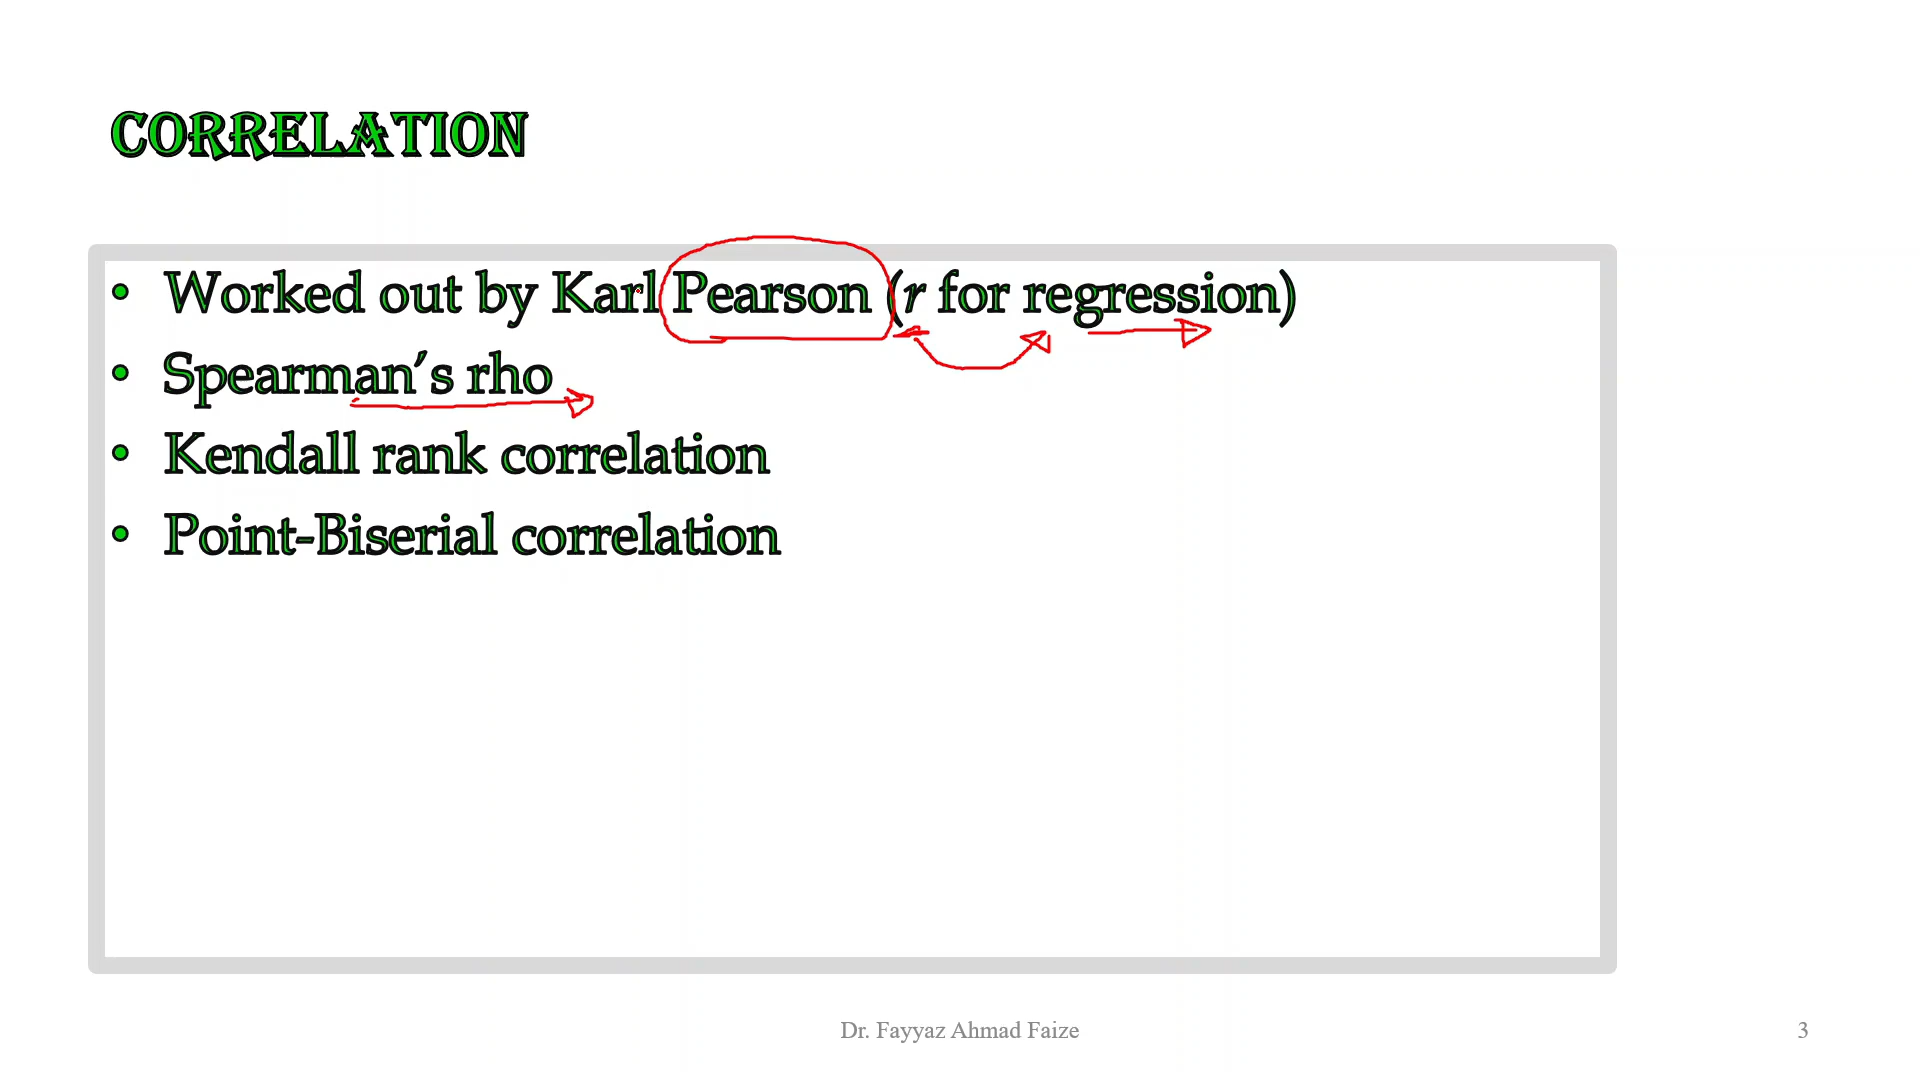 CORRELATION
• Worked out by Karl Pearson (r for regression)
• Spearman’s rho
• Kendall rank correlation
• Point-Biserial correlation
Dr. Fayyaz Ahmad Faize
3